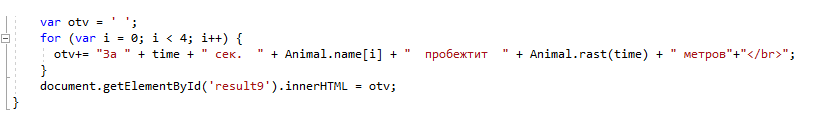 var otv = ' ';
for (var i = 0; i < 4; i++) {
otv+= "За " + time + " сек.  " + Animal.name[i] + "  пробежтит  " + Animal.rast(time) + " метров"+"</br>";
}
document.getElementById('result9').innerHTML = otv;
}